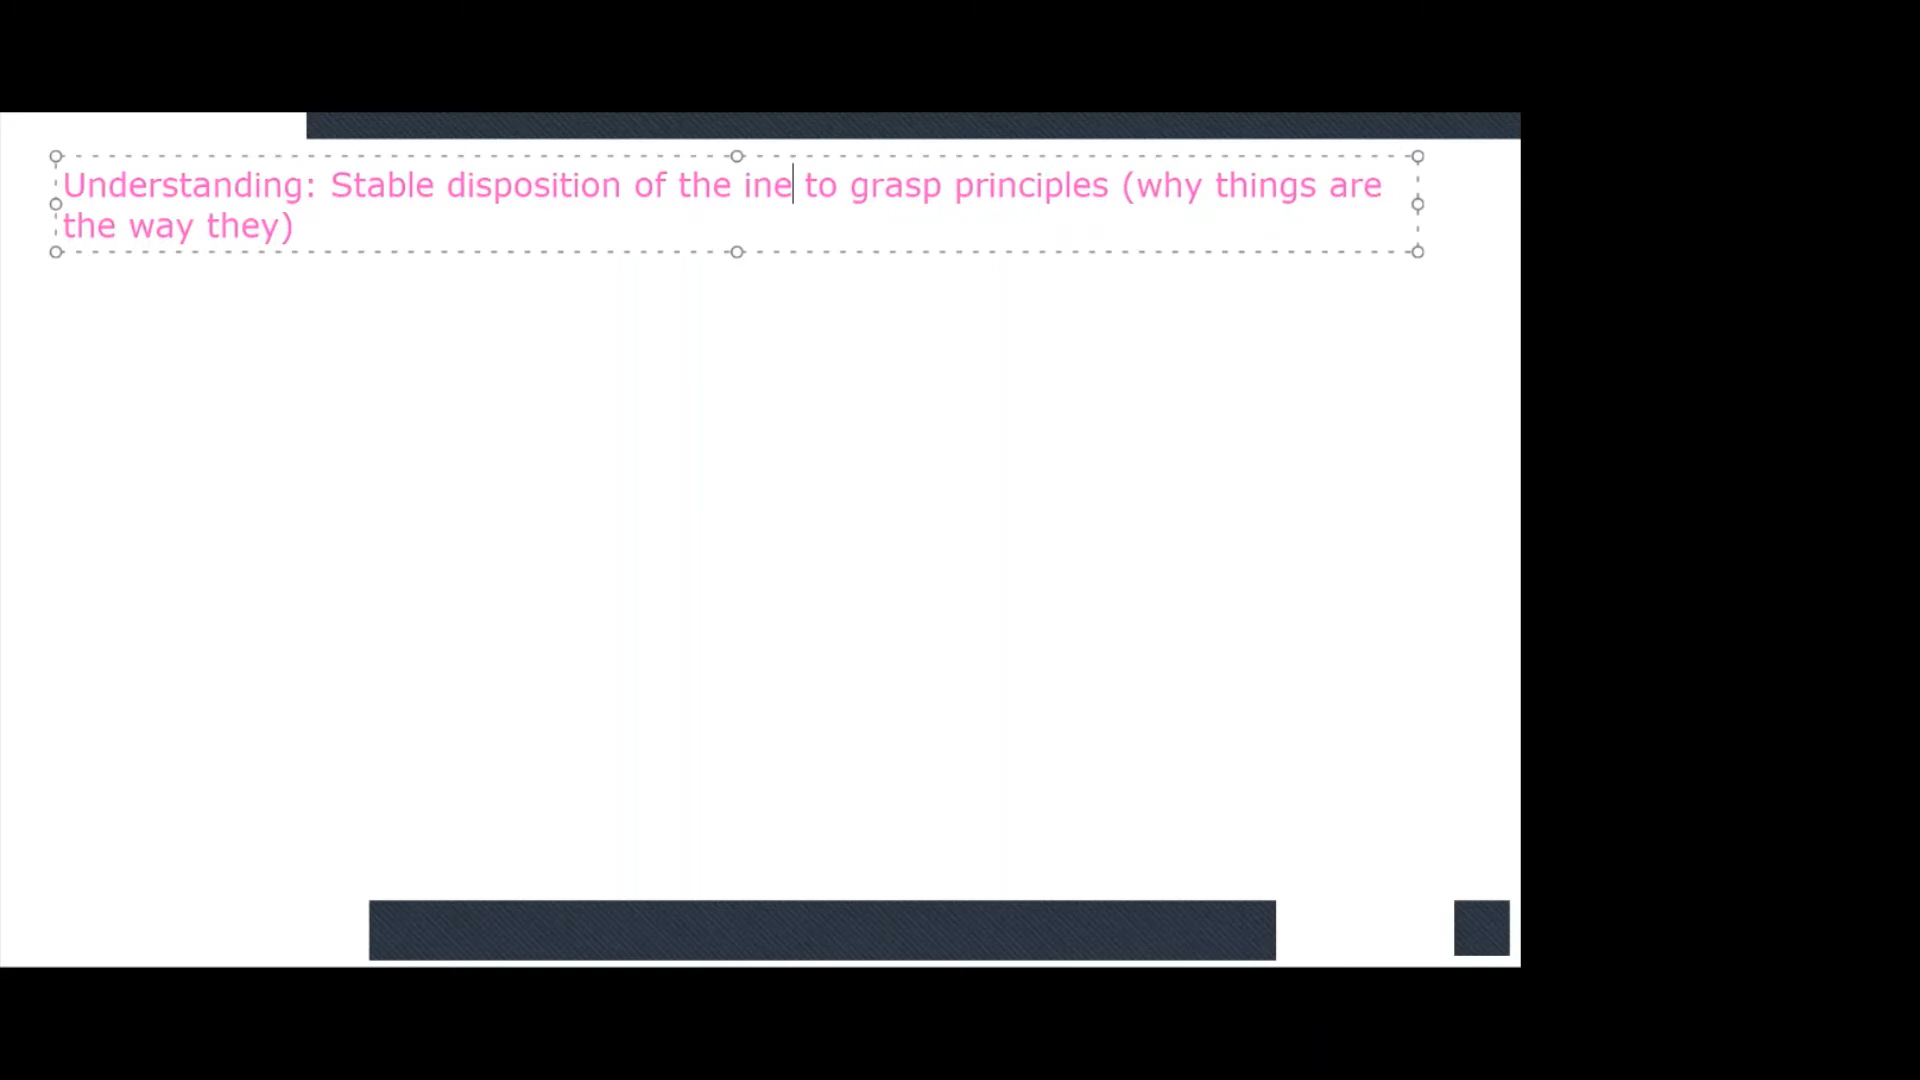 Understanding: Stable disposition of the ine to grasp principles (why things are
the way they)